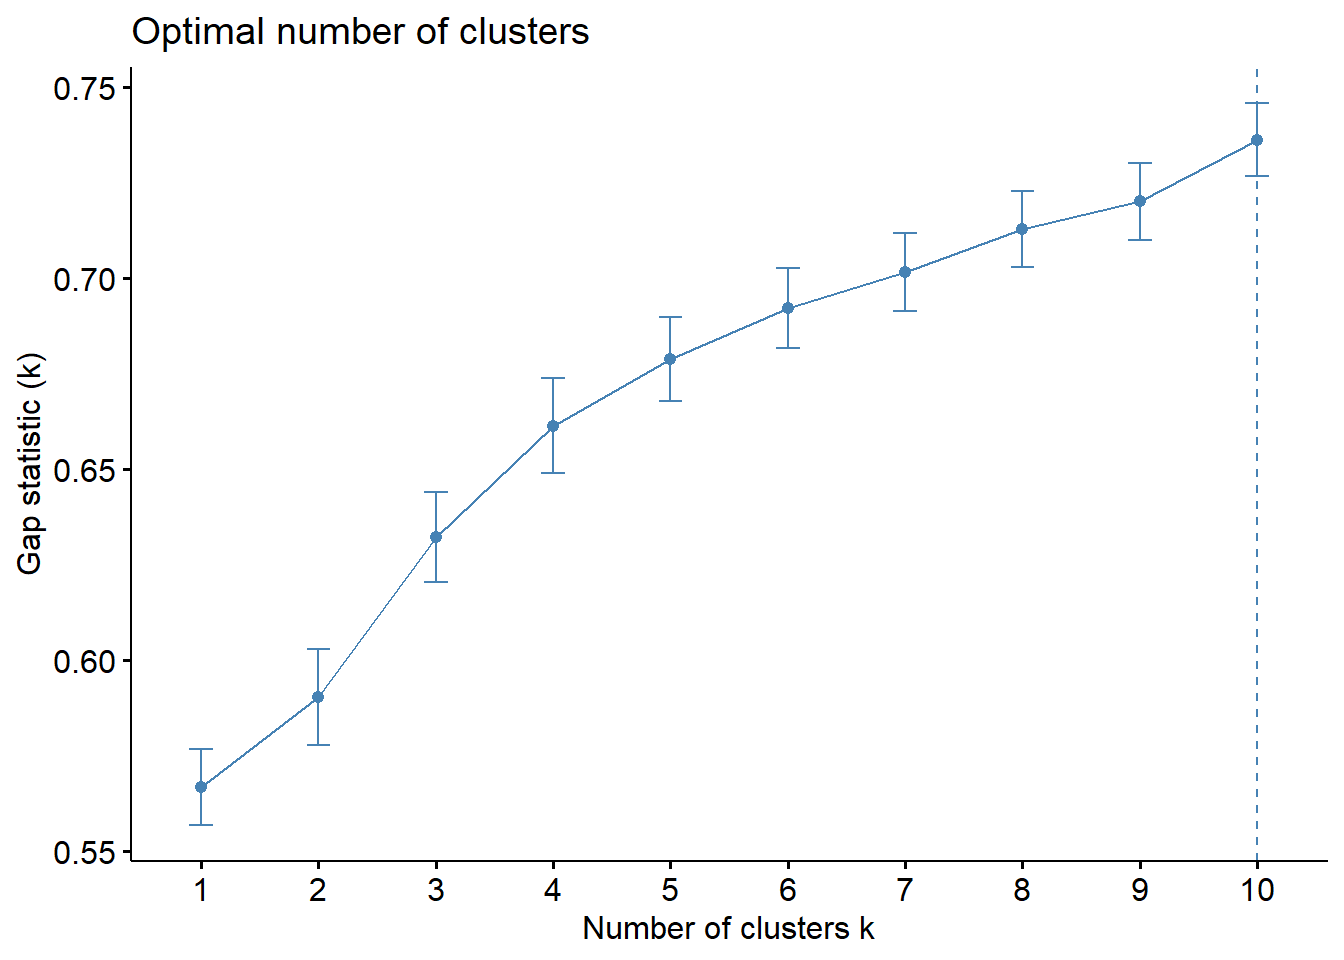 Optimal number of clusters
0.75
0.70
0.65
0.60
0.55
Gap statistic (k)
1 2 3 4 5 6 7 8 9 10
Number of clusters k